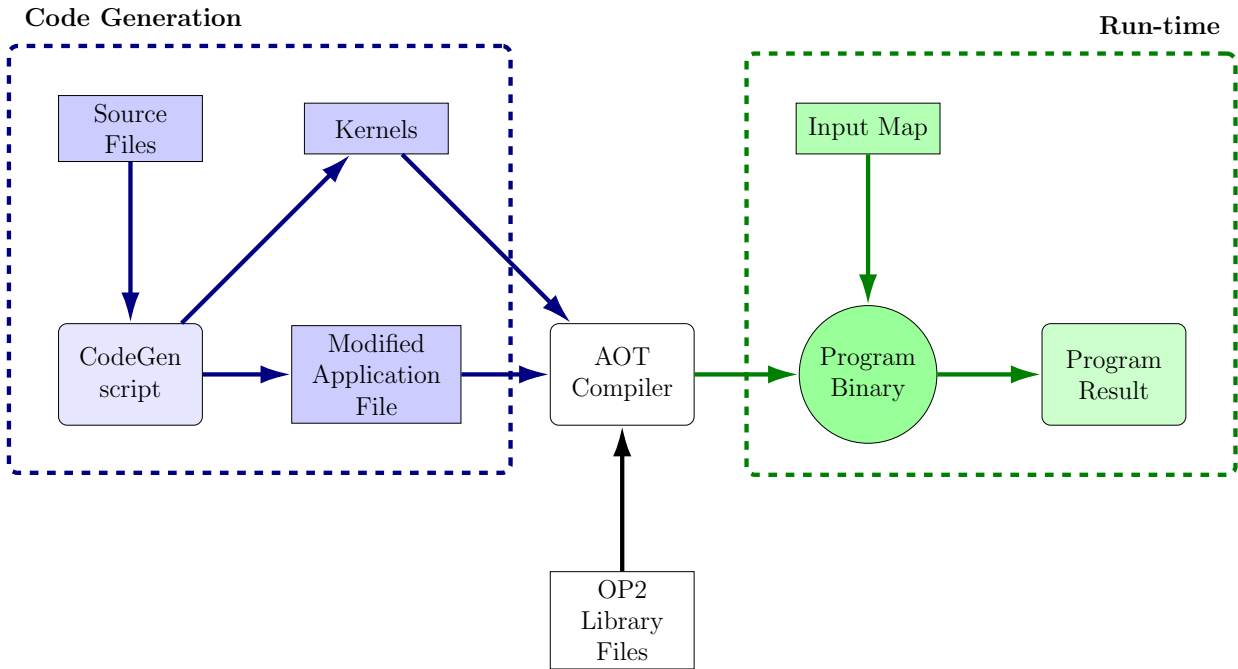 Code Generation
Run-time
Source
Files
Kernels
Input Map
CodeGen
script
Modified
Application
File
AOT
Compiler
Program
Binary
Program
Result
OP2
Library
Files